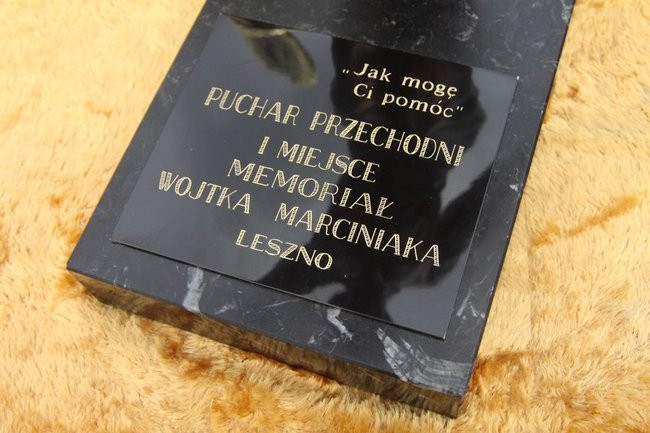 „Jak mogę
Ci pomóc"
PUCHAR PRZECHODNI
I MIEJSCE
MEMORIAŁ
WOJTKA MARCINIAKA
LESZNO